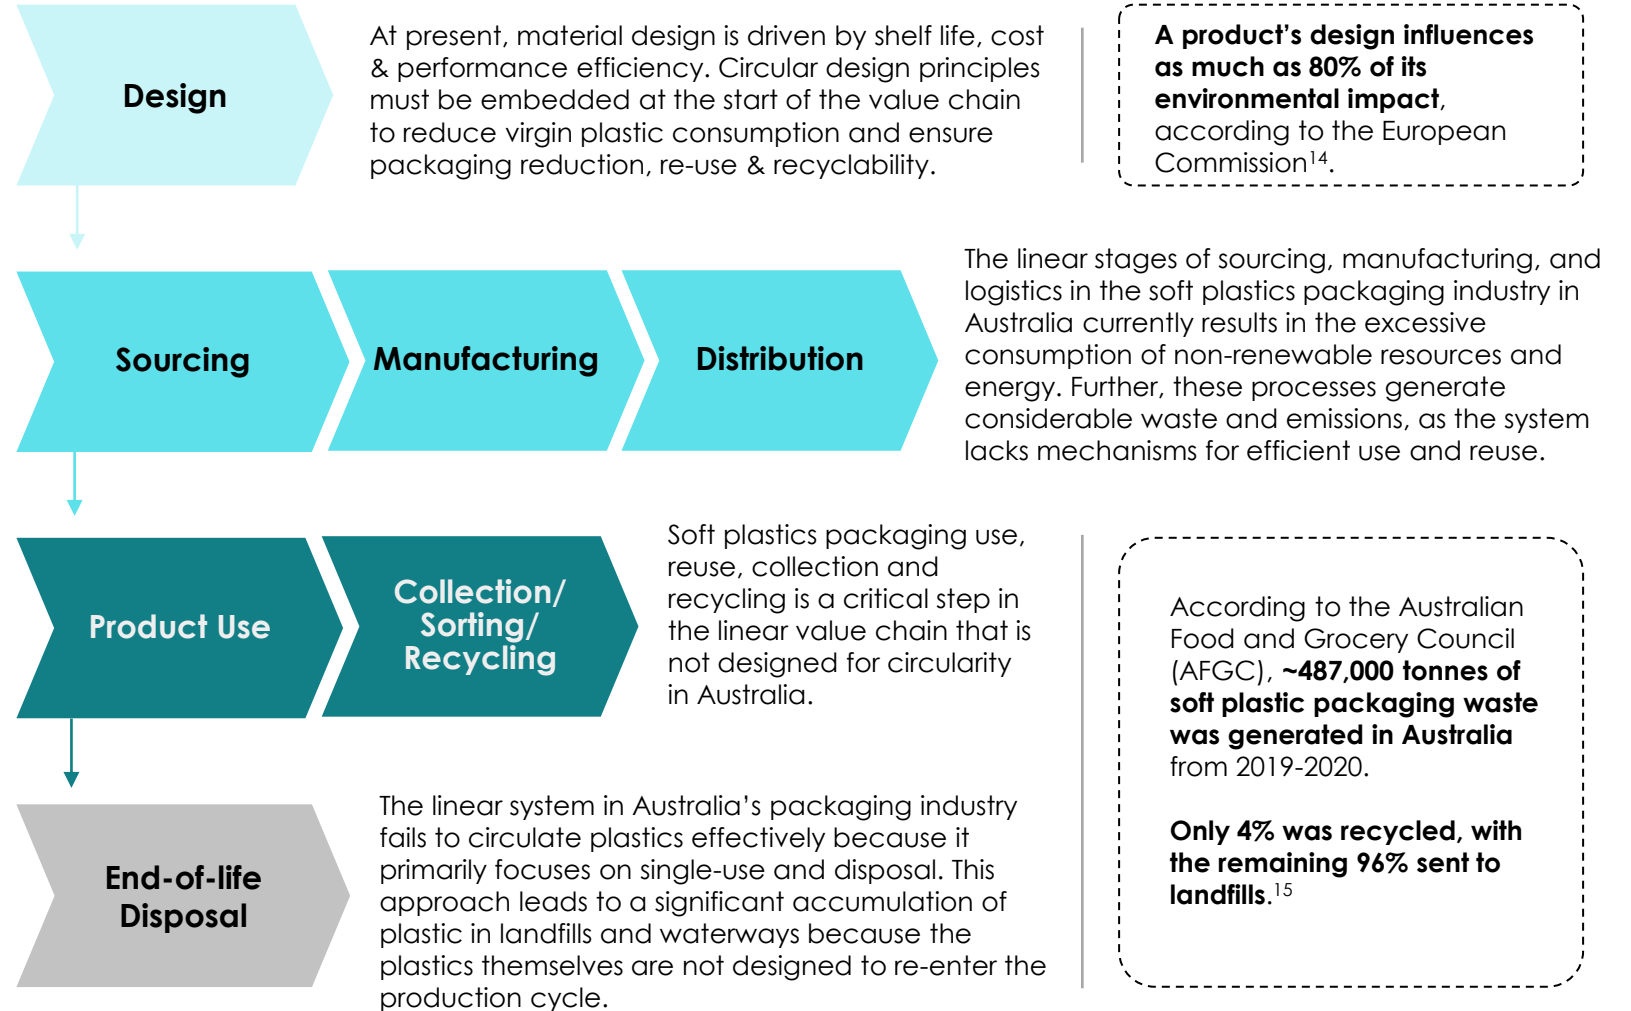 Design
At present, material design is driven by shelf life, cost
& performance efficiency. Circular design principles
must be embedded at the start of the value chain
to reduce virgin plastic consumption and ensure
packaging reduction, re-use & recyclability.
A product’s design influences
as much as 80% of its
environmental impact,
according to the European
Commission14.
Sourcing
Manufacturing
Distribution
The linear stages of sourcing, manufacturing, and
logistics in the soft plastics packaging industry in
Australia currently results in the excessive
consumption of non-renewable resources and
energy. Further, these processes generate
considerable waste and emissions, as the system
lacks mechanisms for efficient use and reuse.
Product Use
Collection/
Sorting/
Recycling
Soft plastics packaging use,
reuse, collection and
recycling is a critical step in
the linear value chain that is
not designed for circularity
in Australia.
According to the Australian
Food and Grocery Council
(AFGC), ~487,000 tonnes of
soft plastic packaging waste
was generated in Australia
from 2019-2020.
Only 4% was recycled, with
the remaining 96% sent to
landfills.15
End-of-life
Disposal
The linear system in Australia’s packaging industry
fails to circulate plastics effectively because it
primarily focuses on single-use and disposal. This
approach leads to a significant accumulation of
plastic in landfills and waterways because the
plastics themselves are not designed to re-enter the
production cycle.